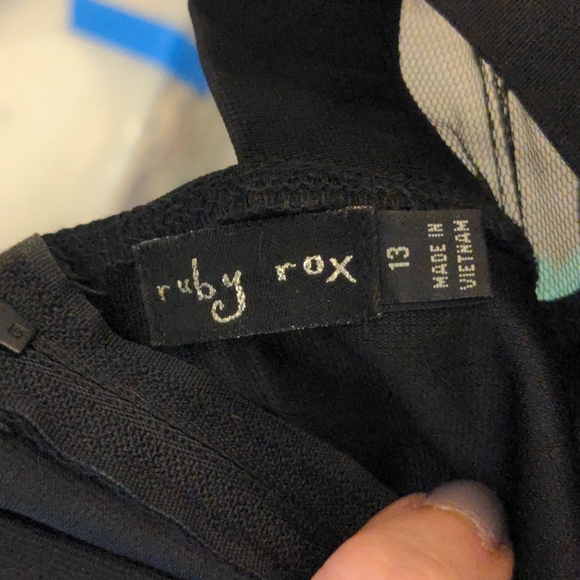 ruby rox
13
MADE IN
VIETNAM